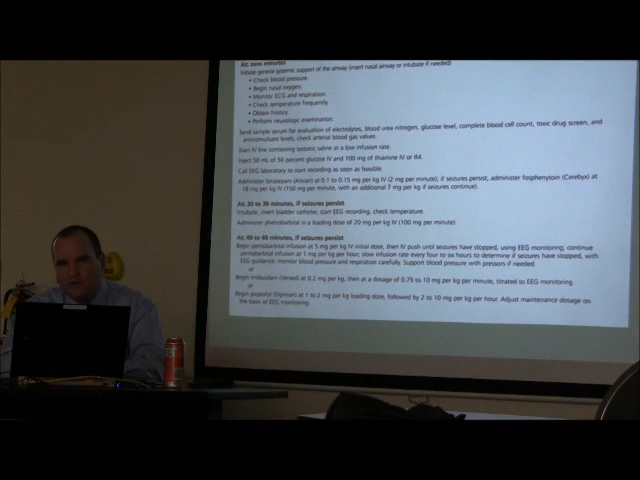 At: zero minutes
Initiate general systemic support of the airway (insert nasal airway or intubate if needed)
• Check blood pressure.
• Begin nasal oxygen.
• Monitor ECG and respiration.
• Check temperature frequently.
• Obtain history.
• Perform neurologic examination.
Send sample serum for evaluation of electrolytes, blood urea nitrogen, glucose level, complete blood cell count, toxic drug screen, and
anticonvulsant levels; check arterial blood gas values.
Start IV line containing isotonic saline at a low infusion rate.
Inject 50 mL of 50 percent glucose IV and 100 mg of thiamine IV or IM.
Call EEG laboratory to start recording as soon as feasible.
Administer lorazepam (Ativan) at 0.1 to 0.15 mg per kg IV (2 mg per minute); if seizures persist, administer fosphenytoin (Cerebyx) at
18 mg per kg IV (150 mg per minute, with an additional 7 mg per kg if seizures continue).
At: 20 to 30 minutes, if seizures persist
Intubate, insert bladder catheter, start EEG recording, check temperature.
Administer phenobarbital in a loading dose of 20 mg per kg IV (100 mg per minute).
At: 40 to 60 minutes, if seizures persist
Begin pentobarbital infusion at 5 mg per kg IV initial dose, then IV push until seizures have stopped, using EEG monitoring; continue
pentobarbital infusion at 1 mg per kg per hour; slow infusion rate every four to six hours to determine if seizures have stopped, with
EEG guidance; monitor blood pressure and respiration carefully. Support blood pressure with pressors if needed.
or
Begin midazolam (Versed) at 0.2 mg per kg, then at a dosage of 0.75 to 10 mg per kg per minute, titrated to EEG monitoring.
or
Begin propofol (Diprivan) at 1 to 2 mg per kg loading dose, followed by 2 to 10 mg per kg per hour. Adjust maintenance dosage on
the basis of EEG monitoring.